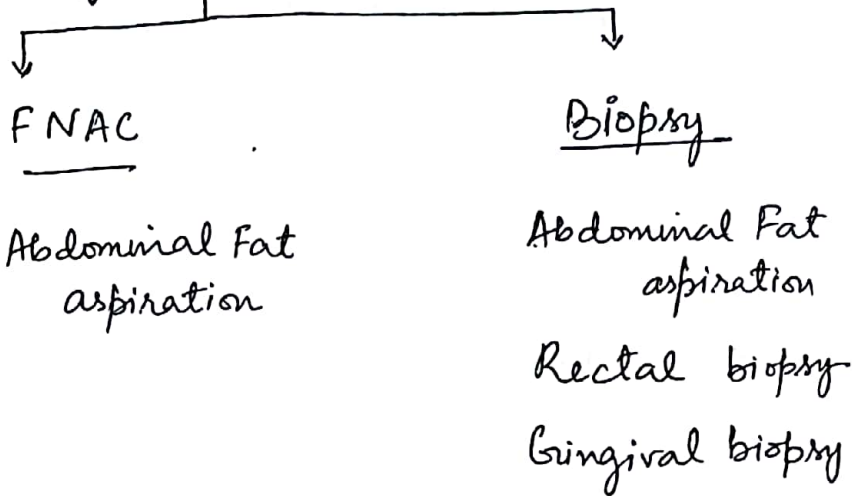 FNAC
Abdominal Fat
aspiration
Biopsy
Abdominal Fat
aspiration
Rectal biopsy
Gingival biopsy